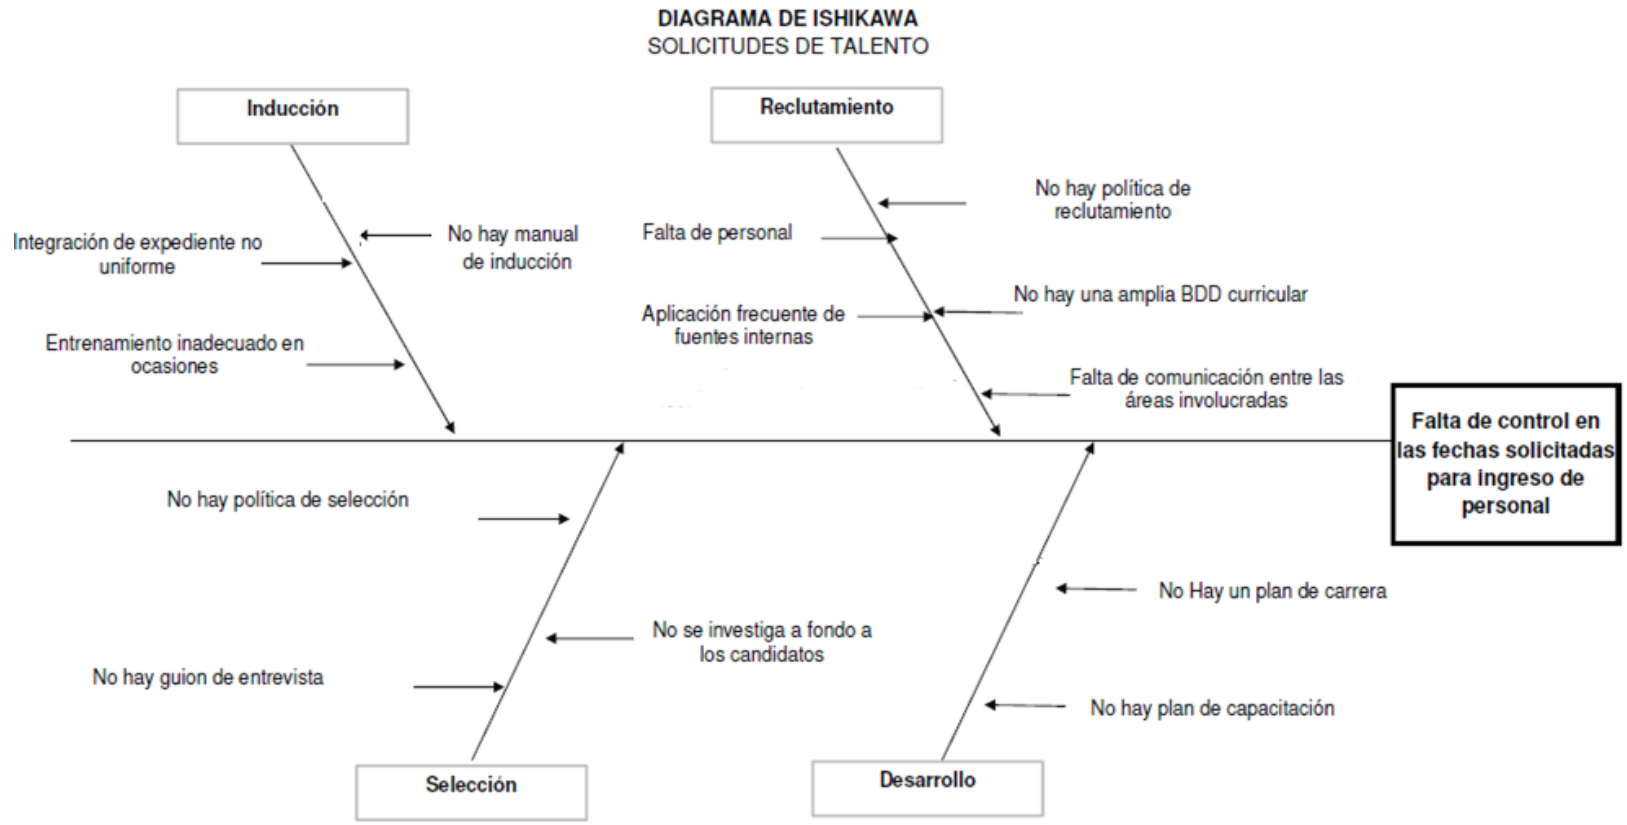 DIAGRAMA DE ISHIKAWA
SOLICITUDES DE TALENTO
Inducción
Reclutamiento
No hay política de
reclutamiento
Integración de expediente no
uniforme
No hay manual
de inducción
Falta de personal
No hay una amplia BDD curricular
Aplicación frecuente de
fuentes internas
Entrenamiento inadecuado en
ocasiones
Falta de comunicación entre las
áreas involucradas
Falta de control en
las fechas solicitadas
para ingreso de
personal
No hay política de selección
No Hay un plan de carrera
No se investiga a fondo a
los candidatos
No hay guion de entrevista
No hay plan de capacitación
Selección
Desarrollo